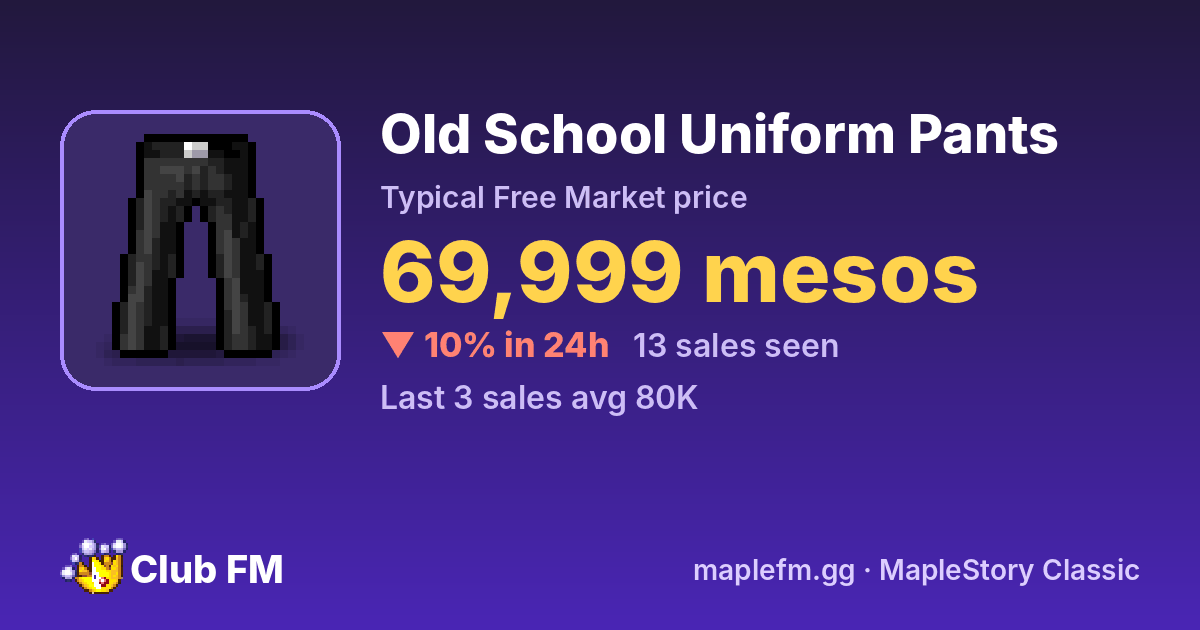 Old School Uniform Pants
Typical Free Market price
69,999 mesos
▼ 10% in 24h 13 sales seen
Last 3 sales avg 80K
Club FM
maplefm.gg · MapleStory Classic